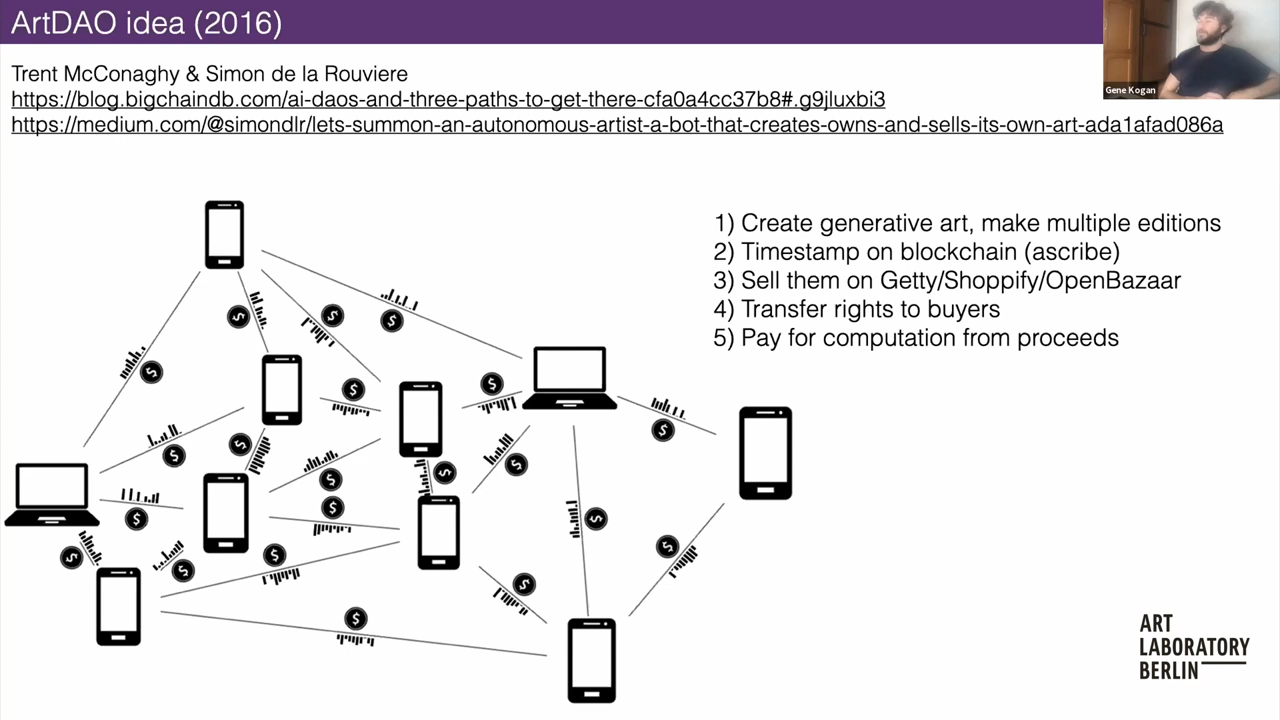 ArtDAO idea (2016)
Gene Kogan
Trent McConaghy & Simon de la Rouviere
https://blog.bigchaindb.com/ai-daos-and-three-paths-to-get-there-cfa0a4cc37b8#.g9jluxbi3
https://medium.com/@simondlr/lets-summon-an-autonomous-artist-a-bot-that-creates-owns-and-sells-its-own-art-ada1afad086a
1) Create generative art, make multiple editions
2) Timestamp on blockchain (ascribe)
3) Sell them on Getty/Shoppify/OpenBazaar
4) Transfer rights to buyers
5) Pay for computation from proceeds
ART
LABORATORY
BERLIN